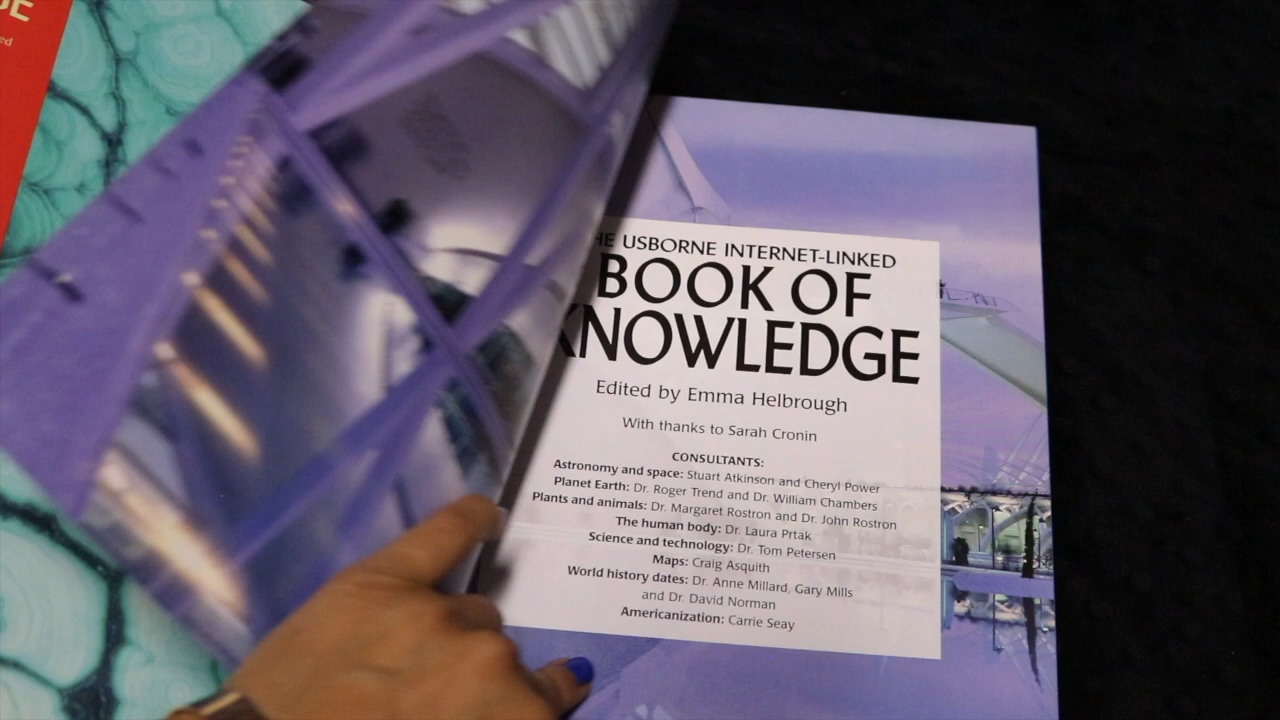 HE USBORNE INTERNET-LINKED
BOOK OF
KNOWLEDGE
Edited by Emma Helbrough
With thanks to Sarah Cronin
CONSULTANTS:
Astronomy and space: Stuart Atkinson and Cheryl Power
Planet Earth: Dr. Roger Trend and Dr. William Chambers
Plants and animals: Dr. Margaret Rostron and Dr. John Rostron
The human body: Dr. Laura Prtak
Science and technology: Dr. Tom Petersen
Maps: Craig Asquith
World history dates: Dr. Anne Millard, Gary Mills
and Dr. David Norman
Americanization: Carrie Seay